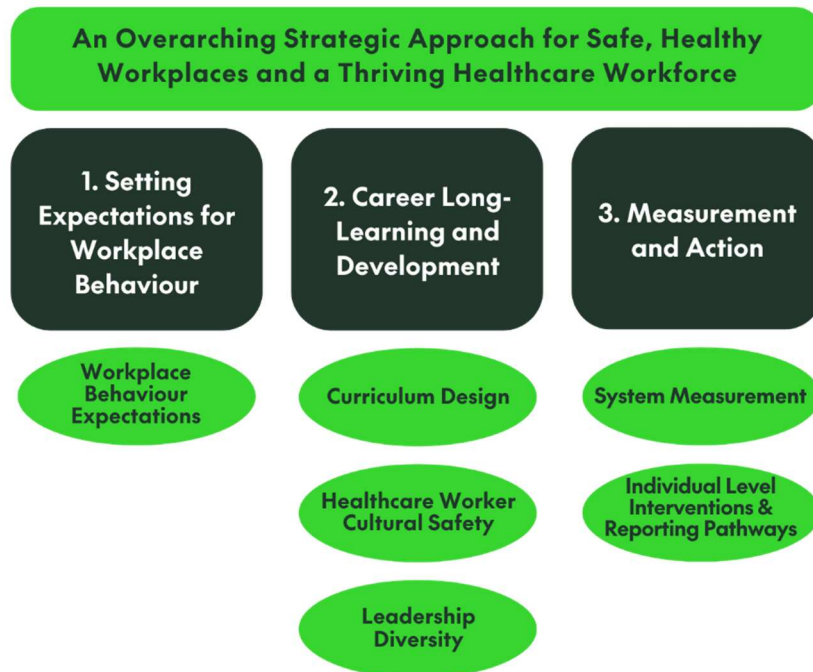 An Overarching Strategic Approach for Safe, Healthy
Workplaces and a Thriving Healthcare Workforce
1. Setting
Expectations for
Workplace
Behaviour
2. Career Long-
Learning and
Development
3. Measurement
and Action
Workplace
Behaviour
Expectations
Curriculum Design
System Measurement
Healthcare Worker
Cultural Safety
Individual Level
Interventions &
Reporting Pathways
Leadership
Diversity